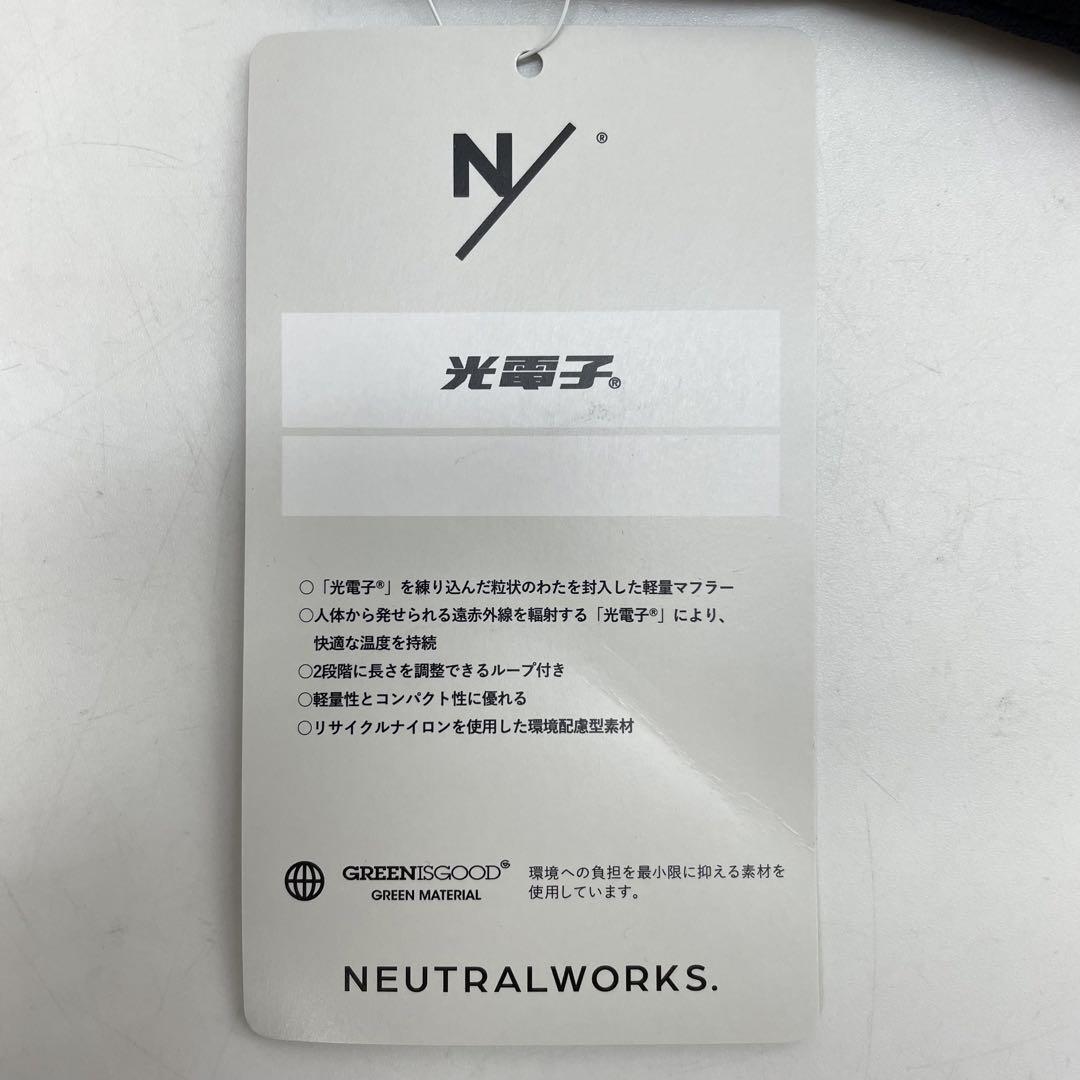 N/®
光電子®
○「光電子®」を練り込んだ粒状のわたを封入した軽量マフラー
○人体から発せられる遠赤外線を輻射する「光電子®」により、
快適な温度を持続
○2段階に長さを調整できるループ付き
○軽量性とコンパクト性に優れる
○リサイクルナイロンを使用した環境配慮型素材
GREENISGOOD
GREEN MATERIAL
環境への負担を最小限に抑える素材を
使用しています。
NEUTRALWORKS.